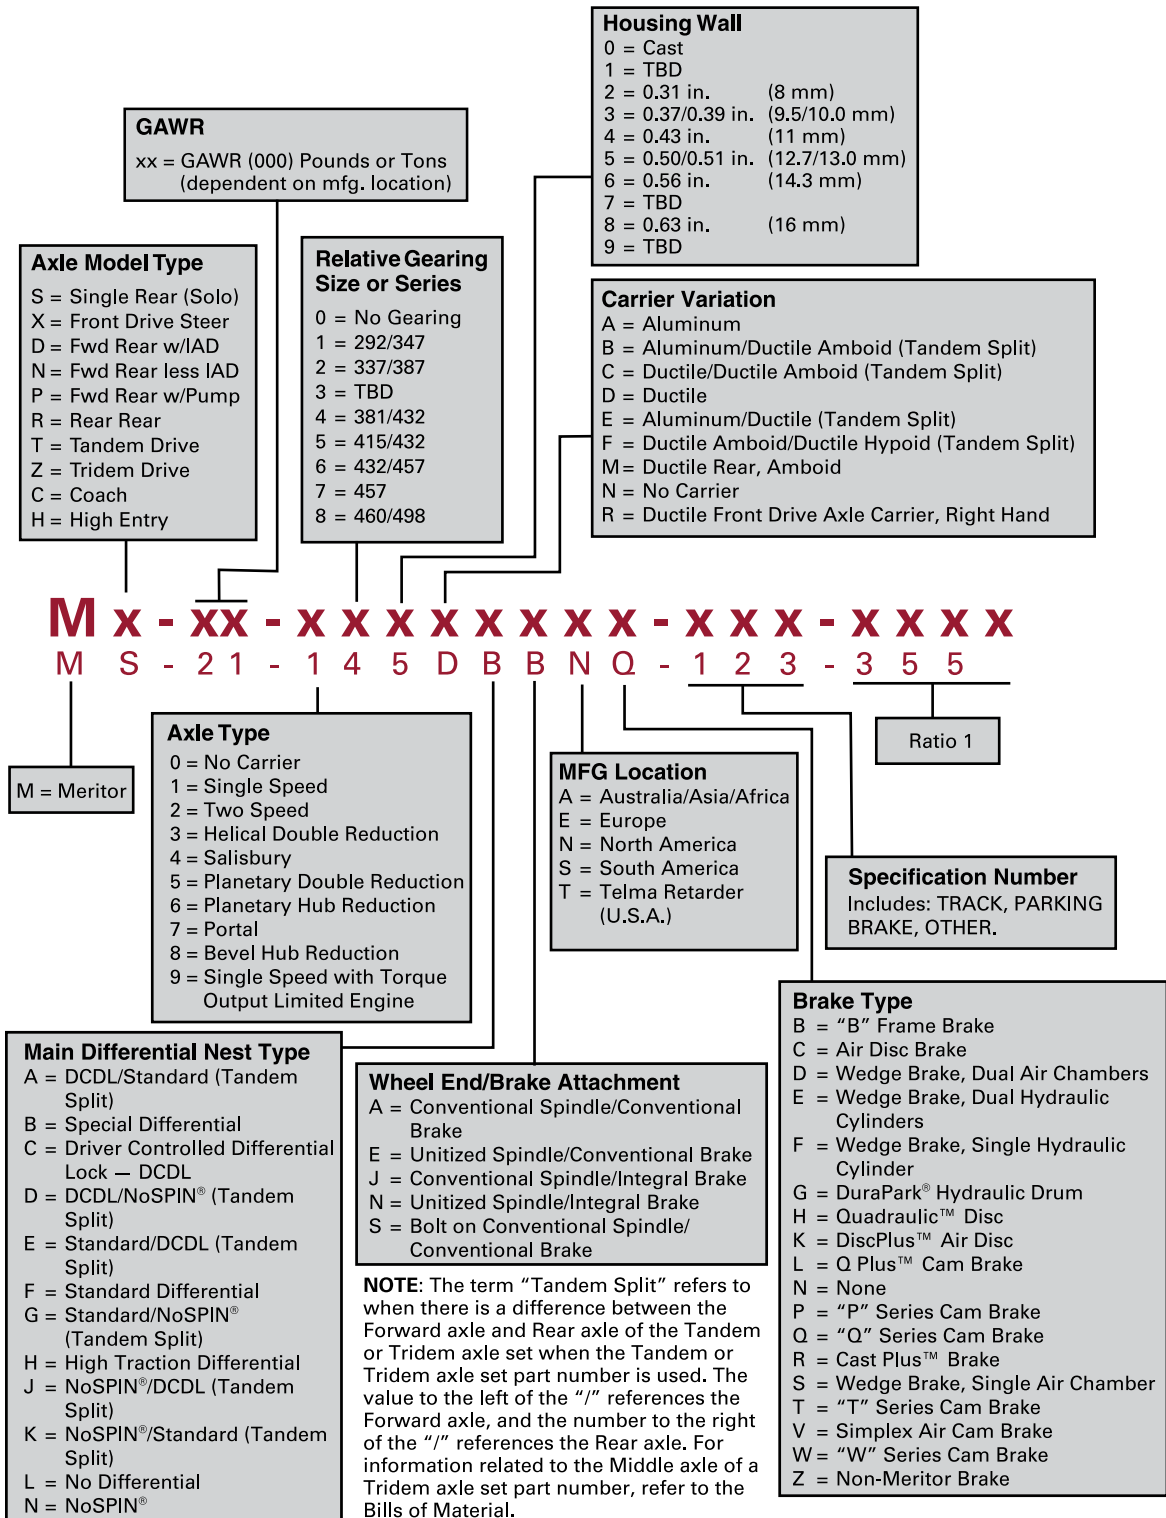 Housing Wall
0 = Cast
1 = TBD
2 = 0.31 in. (8 mm)
3 = 0.37/0.39 in. (9.5/10.0 mm)
4 = 0.43 in. (11 mm)
5 = 0.50/0.51 in. (12.7/13.0 mm)
6 = 0.56 in. (14.3 mm)
7 = TBD
8 = 0.63 in. (16 mm)
9 = TBD
GAWR
xx = GAWR (000) Pounds or Tons
(dependent on mfg. location)
Axle Model Type
S = Single Rear (Solo)
X = Front Drive Steer
D = Fwd Rear w/IAD
N = Fwd Rear less IAD
P = Fwd Rear w/Pump
R = Rear Rear
T = Tandem Drive
Z = Tridem Drive
C = Coach
H = High Entry
Relative Gearing
Size or Series
0 = No Gearing
1 = 292/347
2 = 337/387
3 = TBD
4 = 381/432
5 = 415/432
6 = 432/457
7 = 457
8 = 460/498
Carrier Variation
A = Aluminum
B = Aluminum/Ductile Amboid (Tandem Split)
C = Ductile/Ductile Amboid (Tandem Split)
D = Ductile
E = Aluminum/Ductile (Tandem Split)
F = Ductile Amboid/Ductile Hypoid (Tandem Split)
M = Ductile Rear, Amboid
N = No Carrier
R = Ductile Front Drive Axle Carrier, Right Hand
M x - xx - x x x x x x x x - x x x - x x x x
M S - 2 1 - 1 4 5 D B B N Q - 1 2 3 - 3 5 5
M = Meritor
Axle Type
0 = No Carrier
1 = Single Speed
2 = Two Speed
3 = Helical Double Reduction
4 = Salisbury
5 = Planetary Double Reduction
6 = Planetary Hub Reduction
7 = Portal
8 = Bevel Hub Reduction
9 = Single Speed with Torque
Output Limited Engine
MFG Location
A = Australia/Asia/Africa
E = Europe
N = North America
S = South America
T = Telma Retarder
(U.S.A.)
Ratio 1
Specification Number
Includes: TRACK, PARKING
BRAKE, OTHER.
Main Differential Nest Type
A = DCDL/Standard (Tandem
Split)
B = Special Differential
C = Driver Controlled Differential
Lock — DCDL
D = DCDL/NoSPIN® (Tandem
Split)
E = Standard/DCDL (Tandem
Split)
F = Standard Differential
G = Standard/NoSPIN®
(Tandem Split)
H = High Traction Differential
J = NoSPIN®/DCDL (Tandem
Split)
K = NoSPIN®/Standard (Tandem
Split)
L = No Differential
N = NoSPIN®
Wheel End/Brake Attachment
A = Conventional Spindle/Conventional
Brake
E = Unitized Spindle/Conventional Brake
J = Conventional Spindle/Integral Brake
N = Unitized Spindle/Integral Brake
S = Bolt on Conventional Spindle/
Conventional Brake
NOTE: The term “Tandem Split” refers to
when there is a difference between the
Forward axle and Rear axle of the Tandem
or Tridem axle set when the Tandem or
Tridem axle set part number is used. The
value to the left of the “/” references the
Forward axle, and the number to the right
of the “/” references the Rear axle. For
information related to the Middle axle of a
Tridem axle set part number, refer to the
Bills of Material.
Brake Type
B = “B” Frame Brake
C = Air Disc Brake
D = Wedge Brake, Dual Air Chambers
E = Wedge Brake, Dual Hydraulic
Cylinders
F = Wedge Brake, Single Hydraulic
Cylinder
G = DuraPark® Hydraulic Drum
H = Quadraulic™ Disc
K = DiscPlus™ Air Disc
L = Q Plus™ Cam Brake
N = None
P = “P” Series Cam Brake
Q = “Q” Series Cam Brake
R = Cast Plus™ Brake
S = Wedge Brake, Single Air Chamber
T = “T” Series Cam Brake
V = Simplex Air Cam Brake
W = “W” Series Cam Brake
Z = Non-Meritor Brake